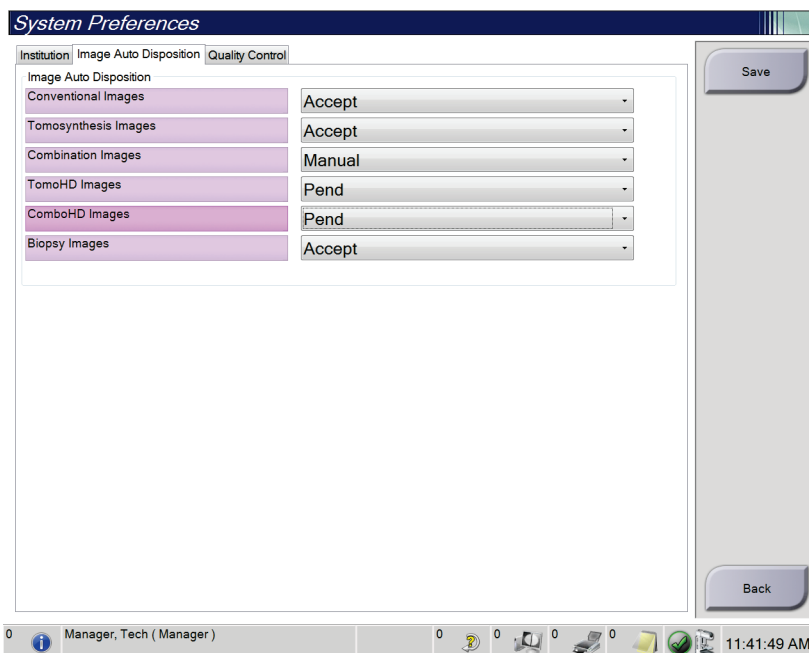 System Preferences
Institution Image Auto Disposition Quality Control
Save
Image Auto Disposition
Conventional Images Accept
Tomosynthesis Images Accept
Combination Images Manual
TomoHD Images Pend
ComboHD Images Pend
Biopsy Images Accept
Back
0 Manager, Tech ( Manager ) 0 0 0 0 11:41:49 AM